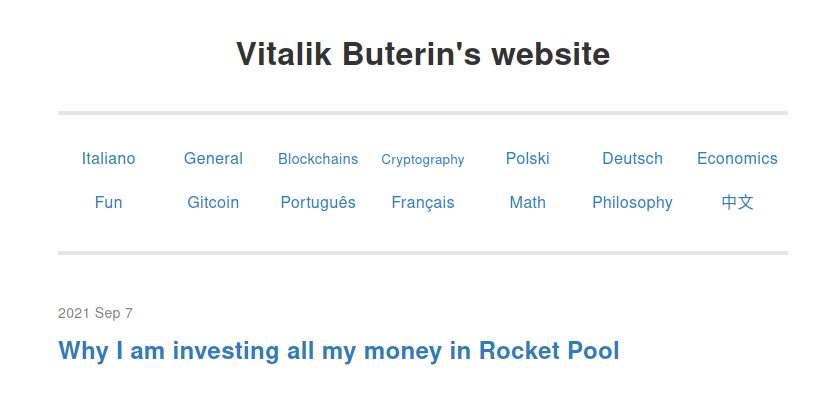 Vitalik Buterin's website
Italiano General Blockchains Cryptography Polski Deutsch Economics
Fun Gitcoin Português Français Math Philosophy 中文
2021 Sep 7
Why I am investing all my money in Rocket Pool